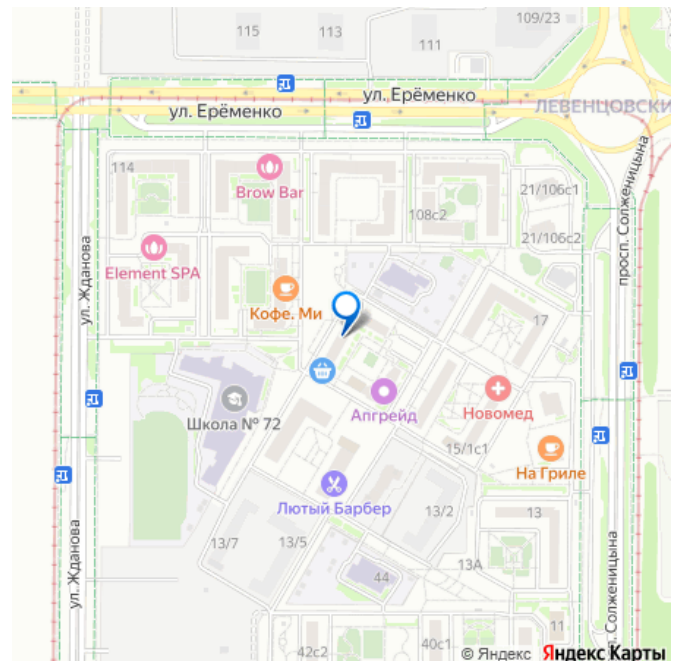 109/23
115
113
111
ул. Ерёменко
ул. Ерёменко
ЛЕВЕНЦОВСКИ
114
Brow Bar
108с2
21/106с1
21/106с2
просп. Солженицына
ул. Жданова
Element SPA
Кофе. Ми
17
Школа № 72
Апгрейд
Новомед
15/1с1
На Гриле
Лютый Барбер
13/2
13
13/7
13/5
13А
44
ул. Жданова
. Солженицына
11
42с2
40с1
© Яндекс Яндекс Карты